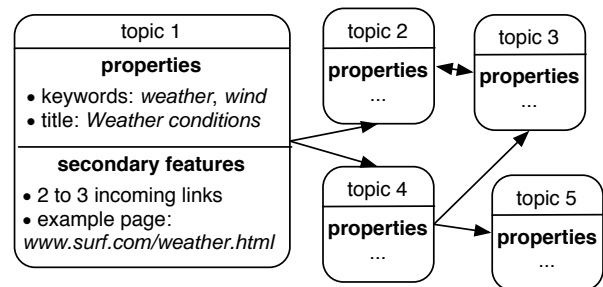 topic 1
properties
• keywords: weather, wind
• title: Weather conditions
secondary features
• 2 to 3 incoming links
• example page:
www.surf.com/weather.html
topic 2
properties
...
topic 3
properties
...
topic 4
properties
...
topic 5
properties
...